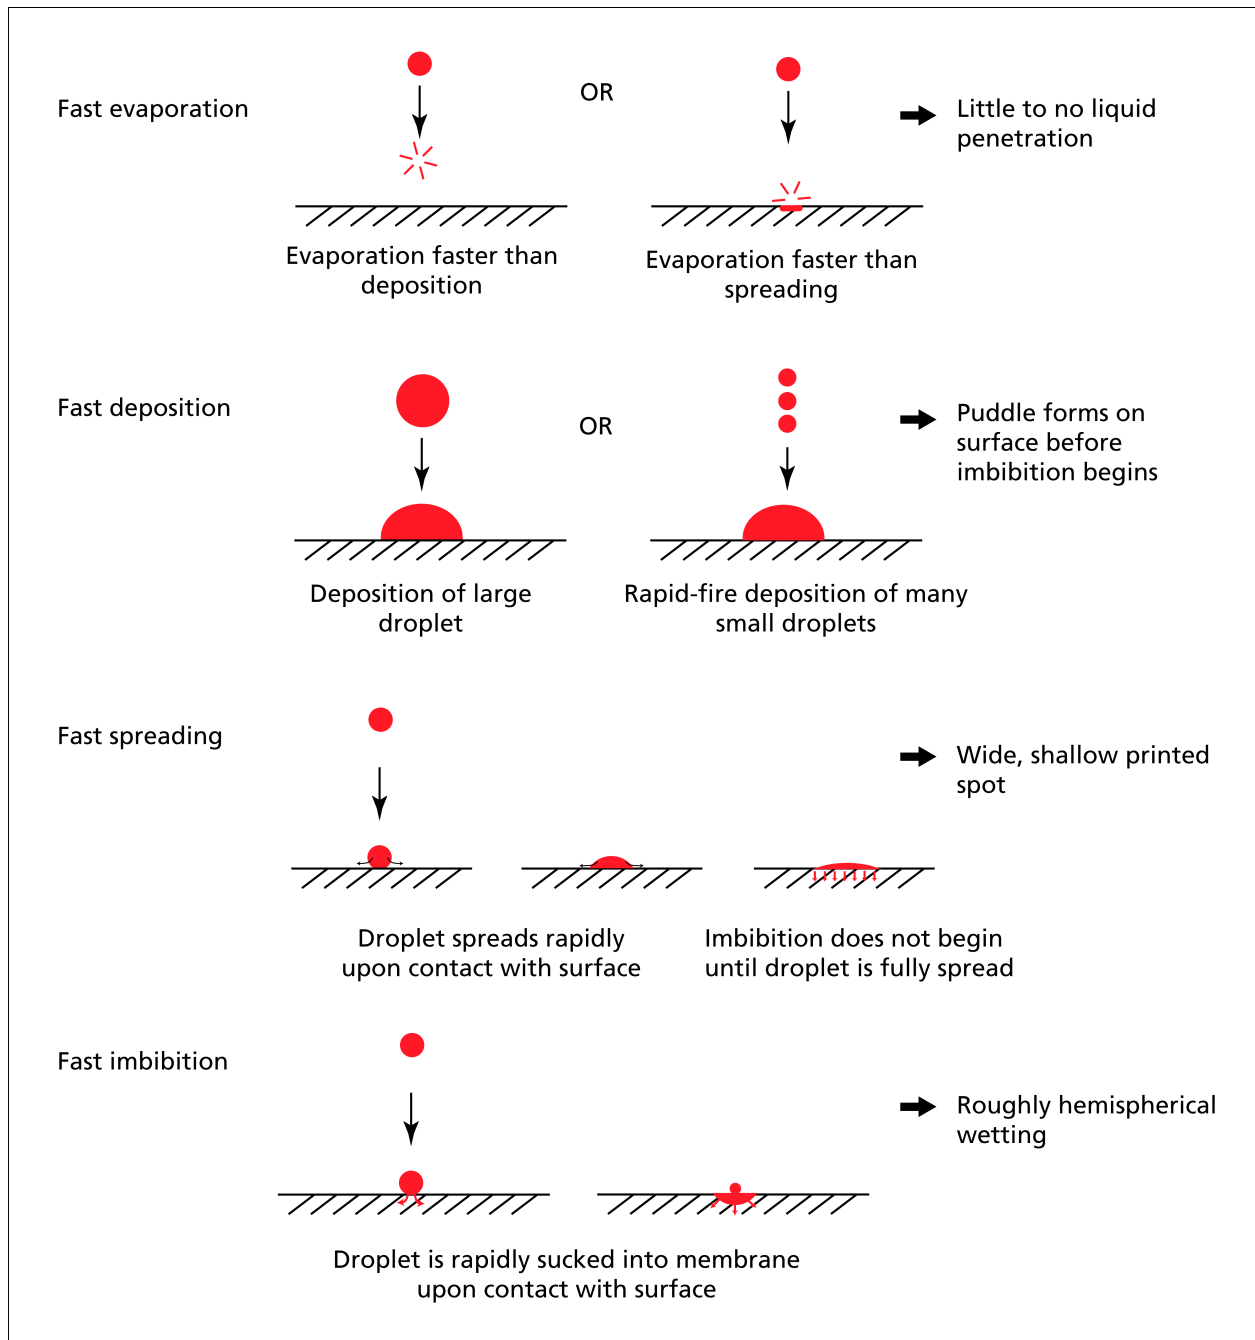 Fast evaporation
OR
Little to no liquid
penetration
Evaporation faster than
deposition
Evaporation faster than
spreading
Fast deposition
OR
Puddle forms on
surface before
imbibition begins
Deposition of large
droplet
Rapid-fire deposition of many
small droplets
Fast spreading
Wide, shallow printed
spot
Droplet spreads rapidly
upon contact with surface
Imbibition does not begin
until droplet is fully spread
Fast imbibition
Roughly hemispherical
wetting
Droplet is rapidly sucked into membrane
upon contact with surface